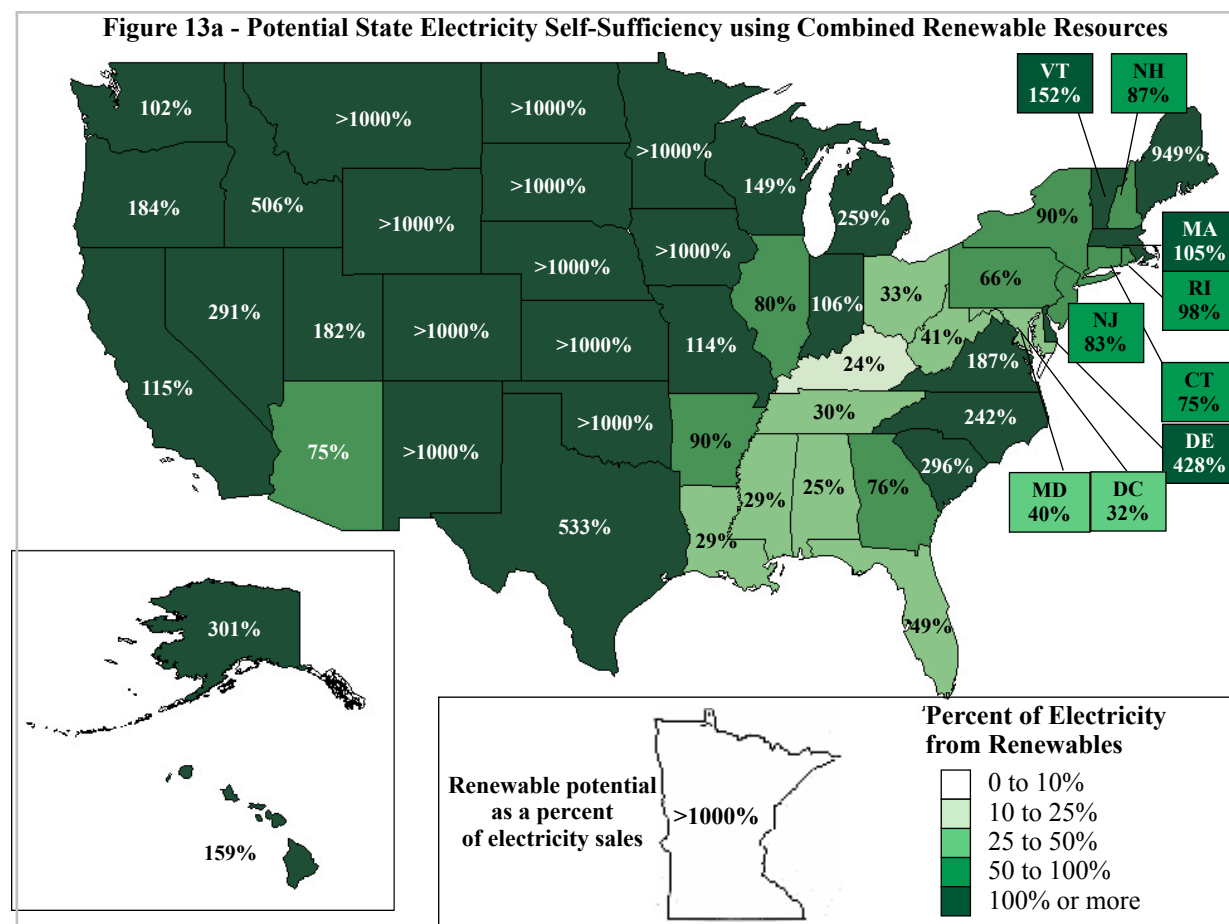 Figure 13a - Potential State Electricity Self-Sufficiency using Combined Renewable Resources
VT
152%
NH
87%
102%
>1000%
>1000%
>1000%
949%
184%
506%
>1000%
>1000%
149%
259%
90%
MA
105%
>1000%
>1000%
RI
98%
291%
182%
>1000%
>1000%
80%
106%
33%
66%
NJ
83%
115%
114%
24%
41%
187%
CT
75%
75%
>1000%
>1000%
90%
30%
242%
DE
428%
533%
29%
29%
25%
76%
296%
MD
40%
DC
32%
49%
301%
159%
Renewable potential
as a percent
of electricity sales
>1000%
Percent of Electricity
from Renewables
0 to 10%
10 to 25%
25 to 50%
50 to 100%
100% or more